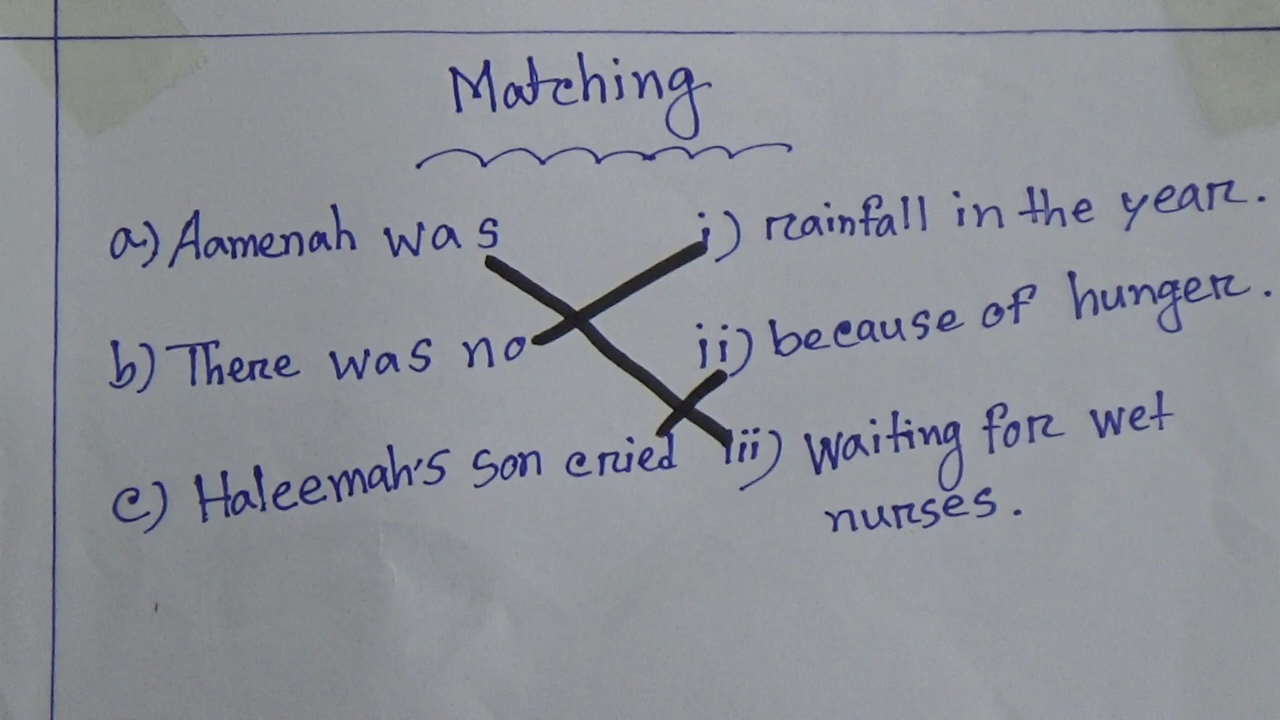 Matching
a) Aamenah was i) rainfall in the year.
b) There was no ii) because of hunger.
c) Haleemah's son cried iii) waiting for wet
nurses.